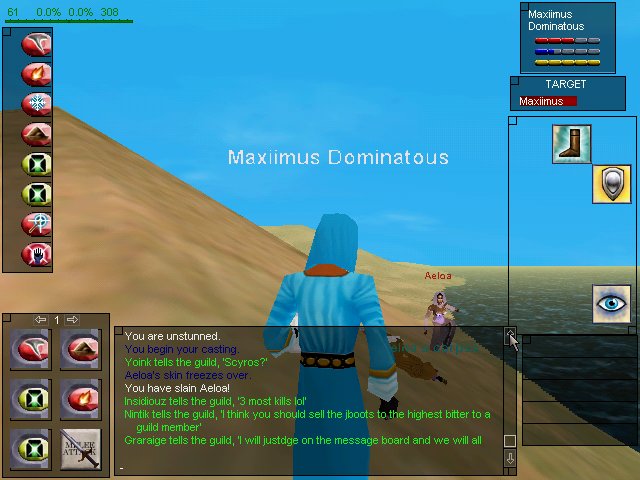 61 0.0% 0.0% 308
Maxiimus
Dominatous
TARGET
Maxiimus
Maxiimus Dominatous
Aeloa
1
You are unstunned.
You begin your casting.
Yoink tells the guild, 'Scyros?'
Aeloa's skin freezes over.
You have slain Aeloa!
Insidiouz tells the guild, '3 most kills lol'
Nintik tells the guild, 'I think you should sell the jboots to the highest bitter to a
guild member'
Graraige tells the guild, 'I will justdge on the message board and we will all
MELEE
ATTACK